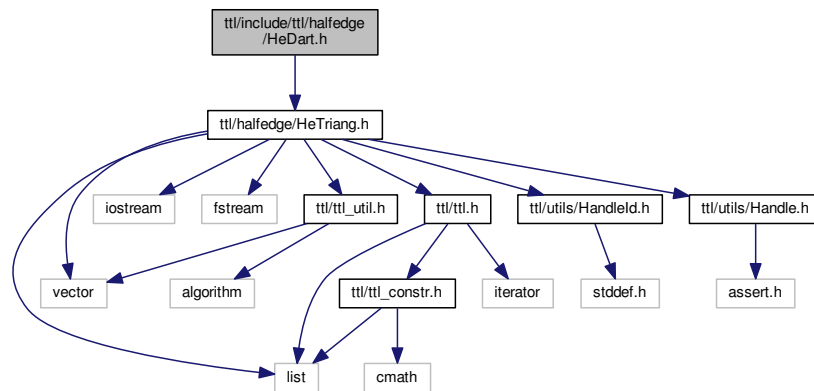 ttl/include/ttl/halfedge
/HeDart.h
ttl/halfedge/HeTriang.h
iostream
fstream
ttl/ttl_util.h
ttl/ttl.h
ttl/utils/HandleId.h
ttl/utils/Handle.h
vector
algorithm
ttl/ttl_constr.h
iterator
stddef.h
assert.h
list
cmath